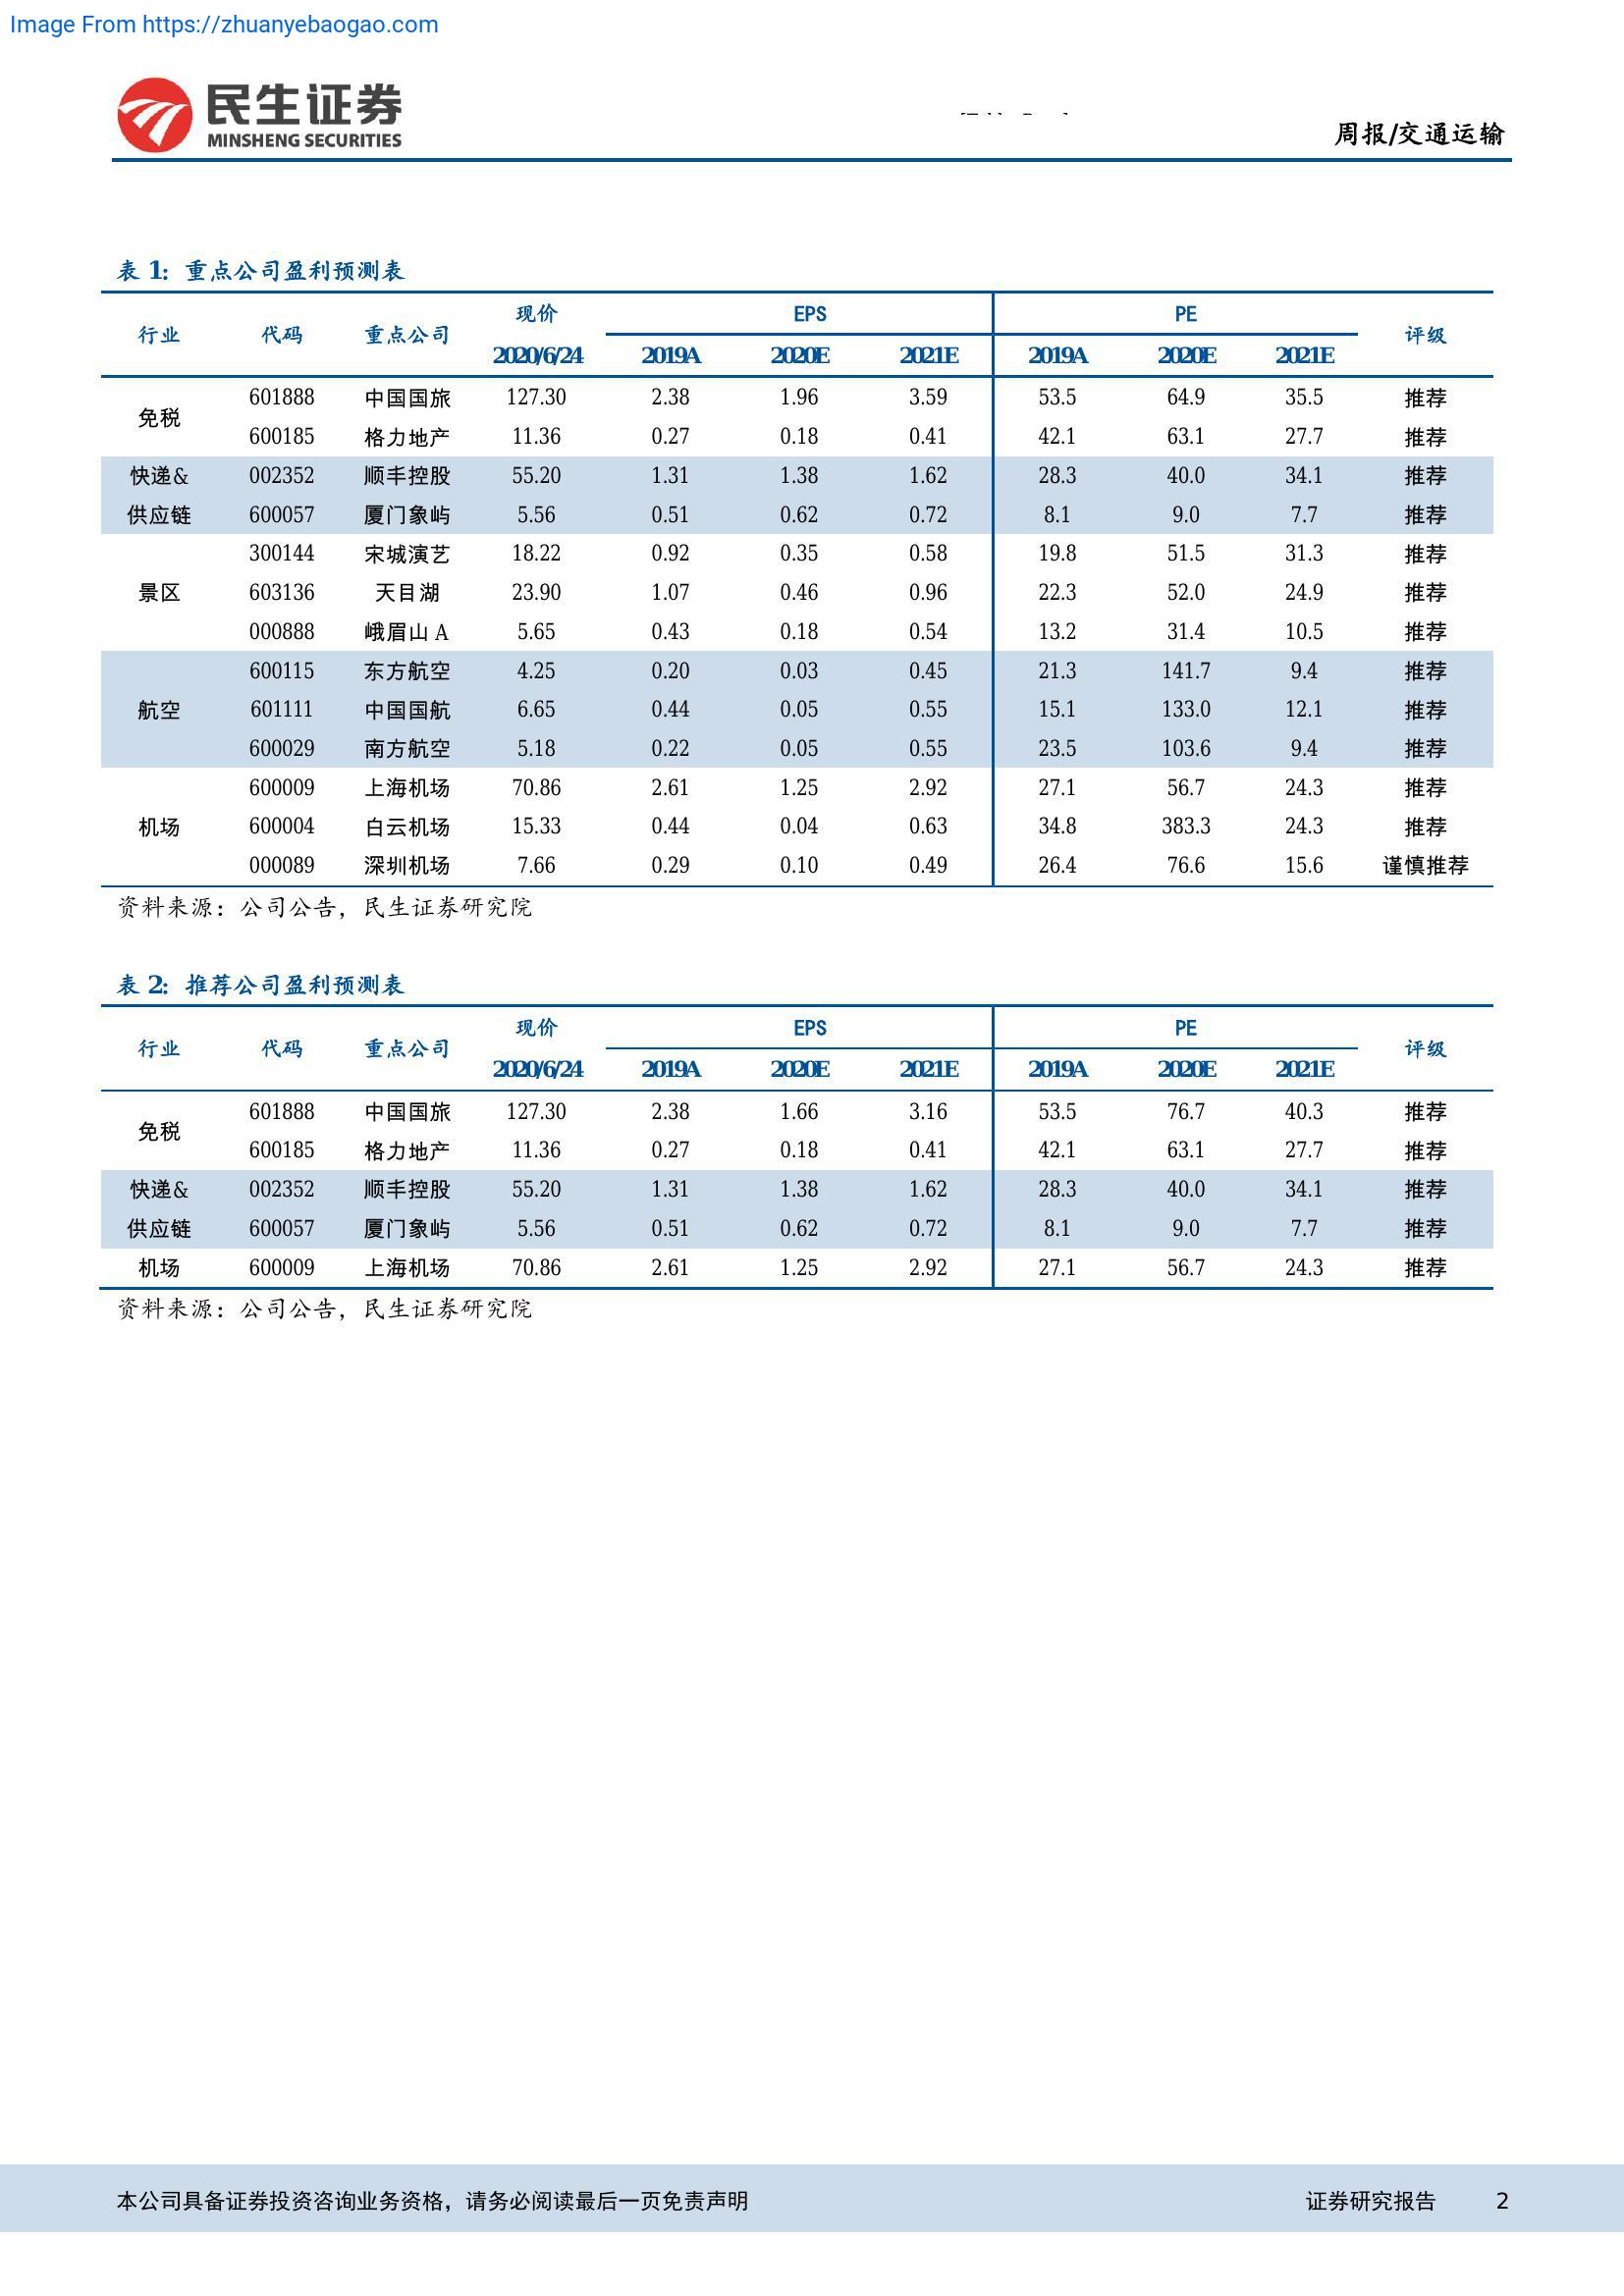 Image From https://zhuanyebaogao.com
民生证券
MINSHENG SECURITIES
周报/交通运输
表 1: 重点公司盈利预测表
行业 代码 重点公司 现价 EPS PE 评级
2020/6/24 2019A 2020E 2021E 2019A 2020E 2021E
免税 601888 中国国旅 127.30 2.38 1.96 3.59 53.5 64.9 35.5 推荐
600185 格力地产 11.36 0.27 0.18 0.41 42.1 63.1 27.7 推荐
快递& 002352 顺丰控股 55.20 1.31 1.38 1.62 28.3 40.0 34.1 推荐
供应链 600057 厦门象屿 5.56 0.51 0.62 0.72 8.1 9.0 7.7 推荐
300144 宋城演艺 18.22 0.92 0.35 0.58 19.8 51.5 31.3 推荐
景区 603136 天目湖 23.90 1.07 0.46 0.96 22.3 52.0 24.9 推荐
000888 峨眉山 A 5.65 0.43 0.18 0.54 13.2 31.4 10.5 推荐
600115 东方航空 4.25 0.20 0.03 0.45 21.3 141.7 9.4 推荐
航空 601111 中国国航 6.65 0.44 0.05 0.55 15.1 133.0 12.1 推荐
600029 南方航空 5.18 0.22 0.05 0.55 23.5 103.6 9.4 推荐
600009 上海机场 70.86 2.61 1.25 2.92 27.1 56.7 24.3 推荐
机场 600004 白云机场 15.33 0.44 0.04 0.63 34.8 383.3 24.3 推荐
000089 深圳机场 7.66 0.29 0.10 0.49 26.4 76.6 15.6 谨慎推荐
资料来源：公司公告，民生证券研究院
表 2: 推荐公司盈利预测表
行业 代码 重点公司 现价 EPS PE 评级
2020/6/24 2019A 2020E 2021E 2019A 2020E 2021E
免税 601888 中国国旅 127.30 2.38 1.66 3.16 53.5 76.7 40.3 推荐
600185 格力地产 11.36 0.27 0.18 0.41 42.1 63.1 27.7 推荐
快递& 002352 顺丰控股 55.20 1.31 1.38 1.62 28.3 40.0 34.1 推荐
供应链 600057 厦门象屿 5.56 0.51 0.62 0.72 8.1 9.0 7.7 推荐
机场 600009 上海机场 70.86 2.61 1.25 2.92 27.1 56.7 24.3 推荐
资料来源：公司公告，民生证券研究院
本公司具备证券投资咨询业务资格，请务必阅读最后一页免责声明 证券研究报告 2